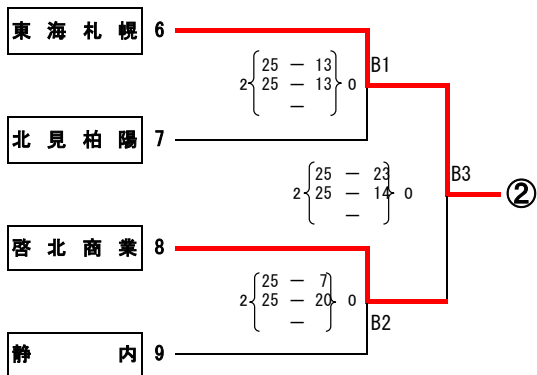 東海札幌 6
25 － 13 B1
2 25 － 13 0
－
北見柏陽 7
25 － 23 B3
2 25 － 14 0 ②
－
啓北商業 8
25 － 7
2 25 － 20 0
－ B2
静内 9